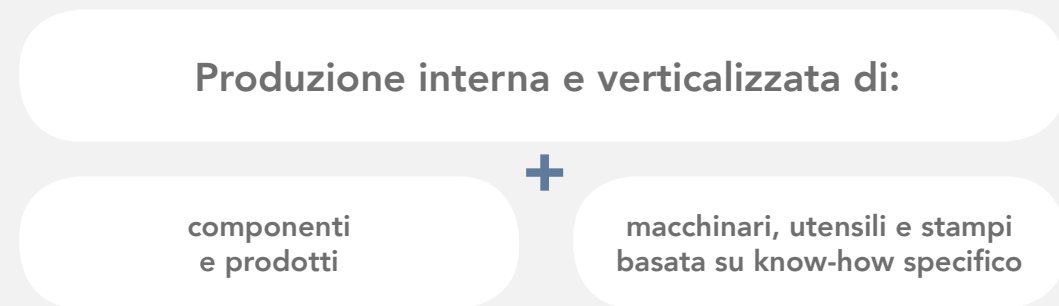 Produzione interna e verticalizzata di:
+
componenti
e prodotti
macchinari, utensili e stampi
basata su know-how specifico